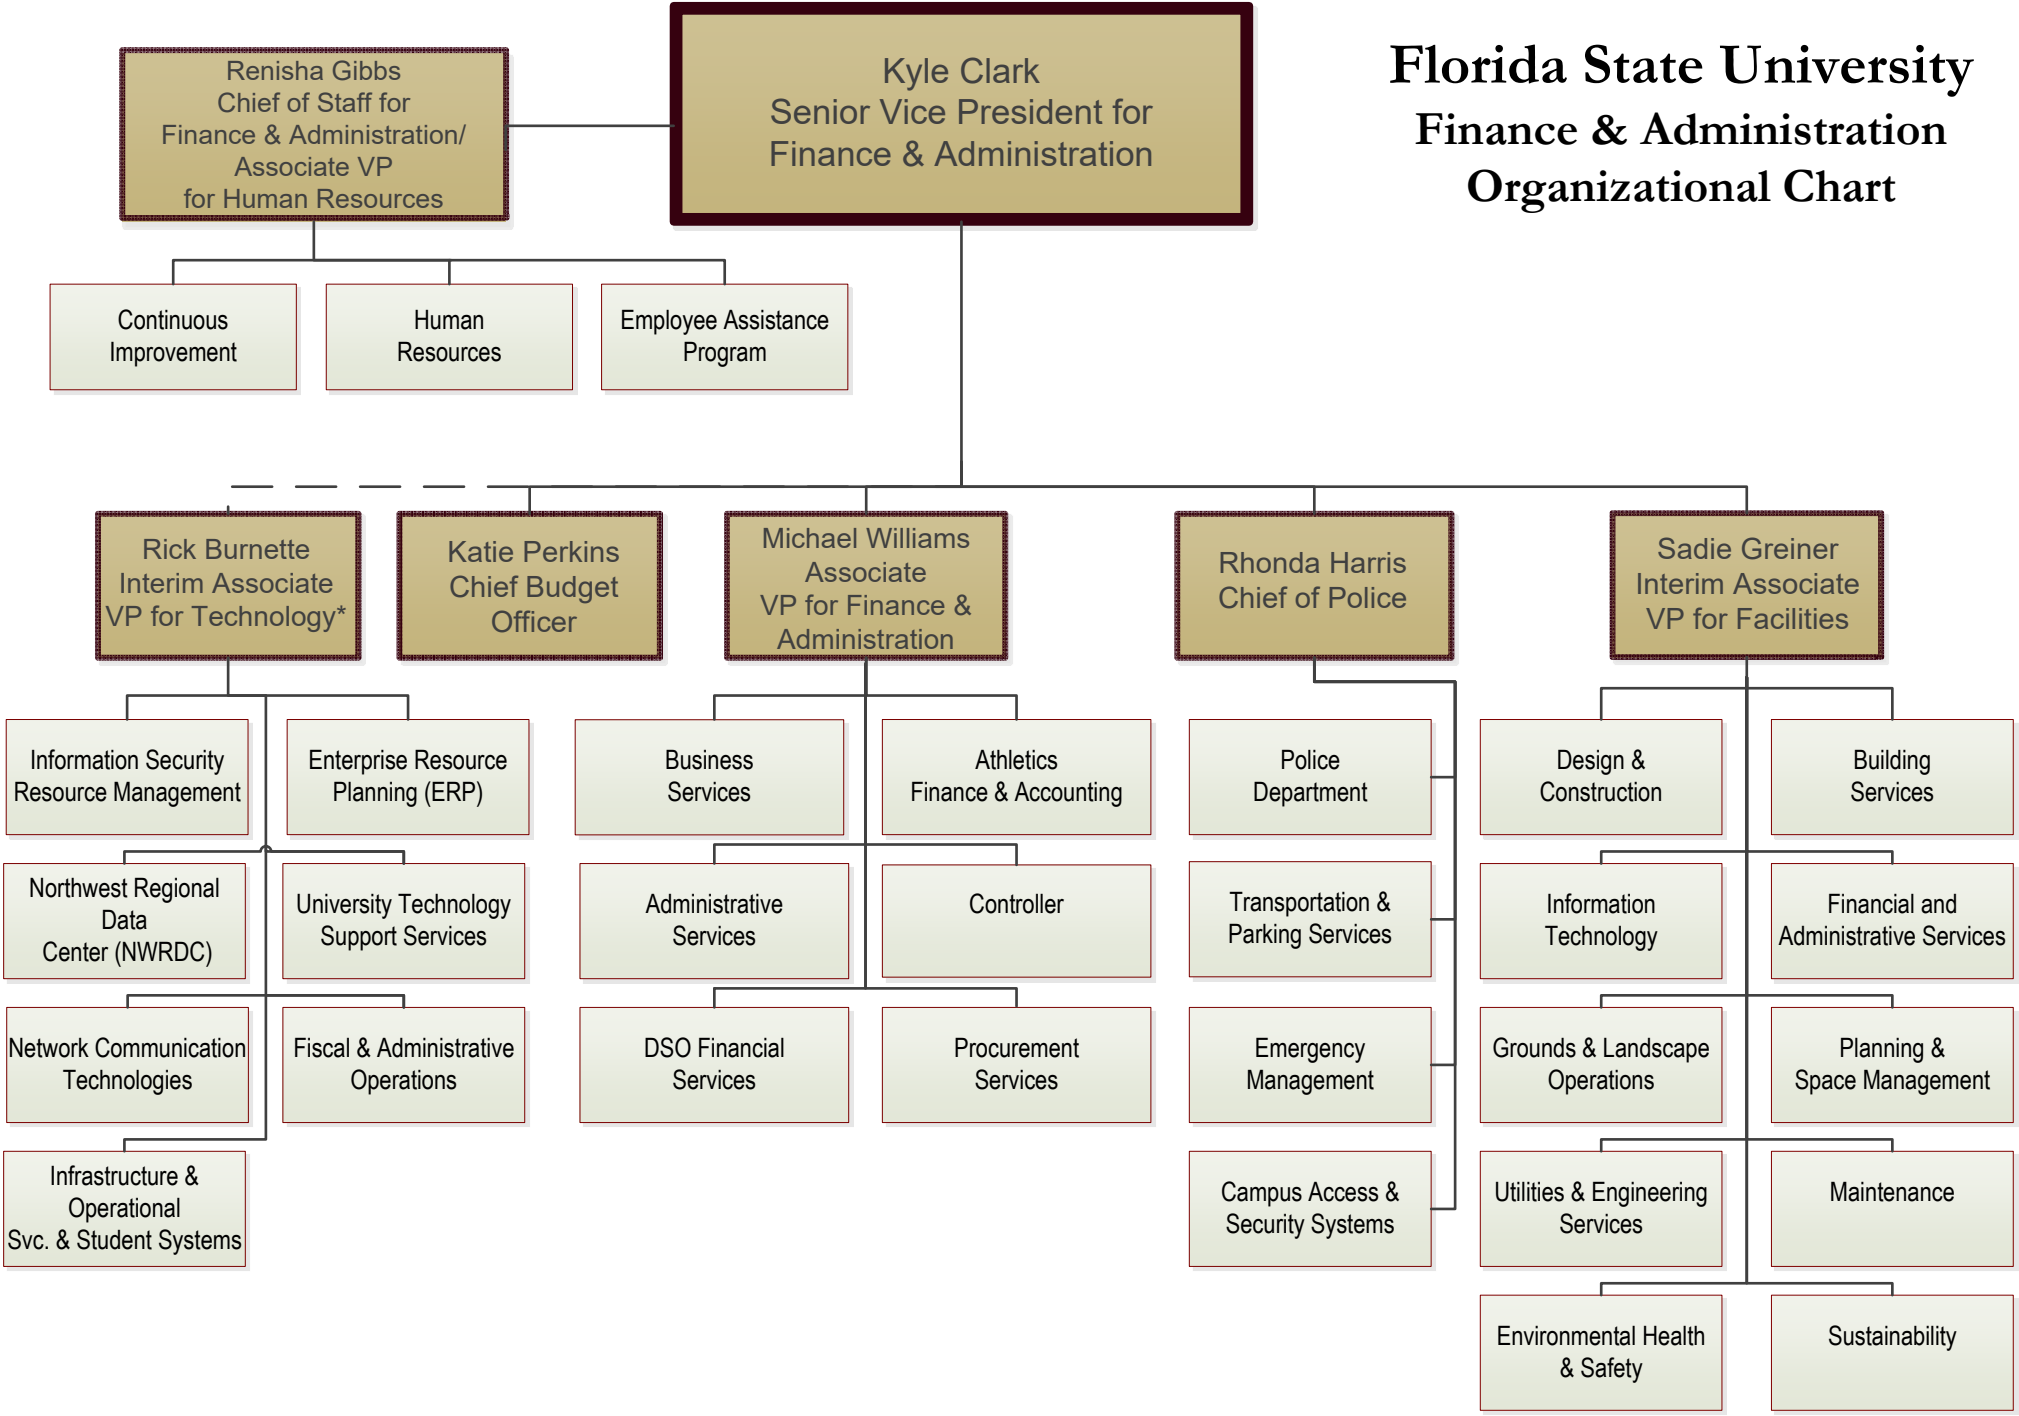 Florida State University
Finance & Administration
Organizational Chart
Kyle Clark
Senior Vice President for
Finance & Administration
Renisha Gibbs
Chief of Staff for
Finance & Administration/
Associate VP
for Human Resources
Continuous
Improvement
Human
Resources
Employee Assistance
Program
Rick Burnette
Interim Associate
VP for Technology*
Katie Perkins
Chief Budget
Officer
Michael Williams
Associate
VP for Finance &
Administration
Rhonda Harris
Chief of Police
Sadie Greiner
Interim Associate
VP for Facilities
Information Security
Resource Management
Enterprise Resource
Planning (ERP)
Northwest Regional
Data
Center (NWRDC)
University Technology
Support Services
Network Communication
Technologies
Fiscal & Administrative
Operations
Infrastructure &
Operational
Svc. & Student Systems
Business
Services
Athletics
Finance & Accounting
Administrative
Services
Controller
DSO Financial
Services
Procurement
Services
Police
Department
Transportation &
Parking Services
Emergency
Management
Campus Access &
Security Systems
Design &
Construction
Building
Services
Information
Technology
Financial and
Administrative Services
Grounds & Landscape
Operations
Planning &
Space Management
Utilities & Engineering
Services
Maintenance
Environmental Health
& Safety
Sustainability